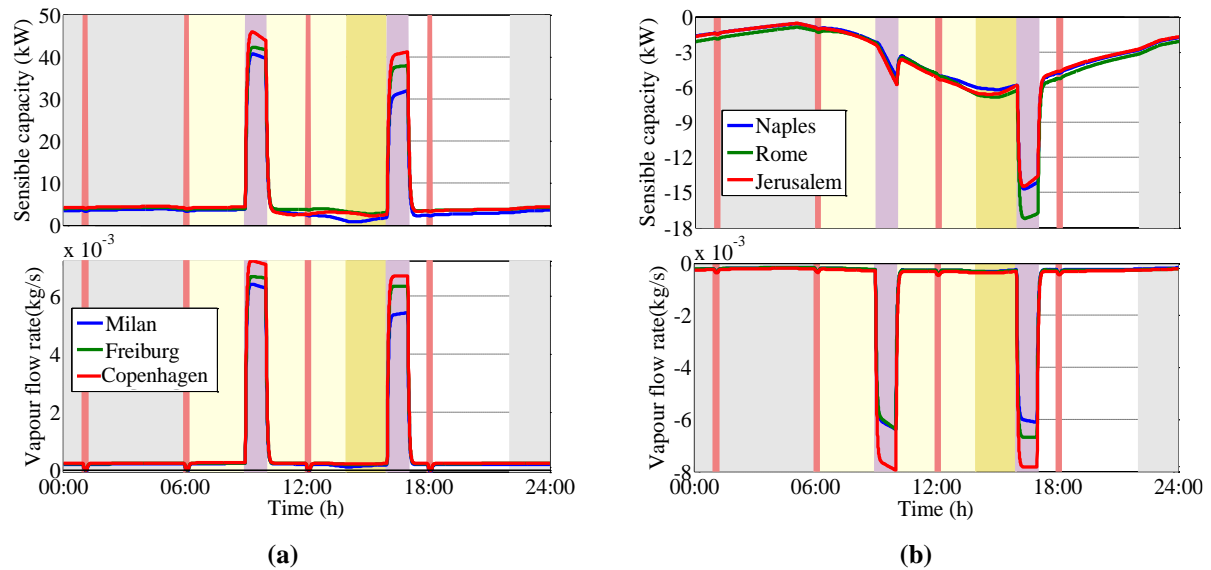 Sensible capacity (kW)
50
40
30
20
10
0
x 10-3
Vapour flow rate(kg/s)
6
4
2
0
Milan
Freiburg
Copenhagen
00:00 06:00 12:00 18:00 24:00
Time (h)
(a)
Sensible capacity (kW)
0
-3
-6
-9
-12
-15
-18
Naples
Rome
Jerusalem
x 10-3
Vapour flow rate(kg/s)
0
-2
-4
-6
-8
00:00 06:00 12:00 18:00 24:00
Time (h)
(b)